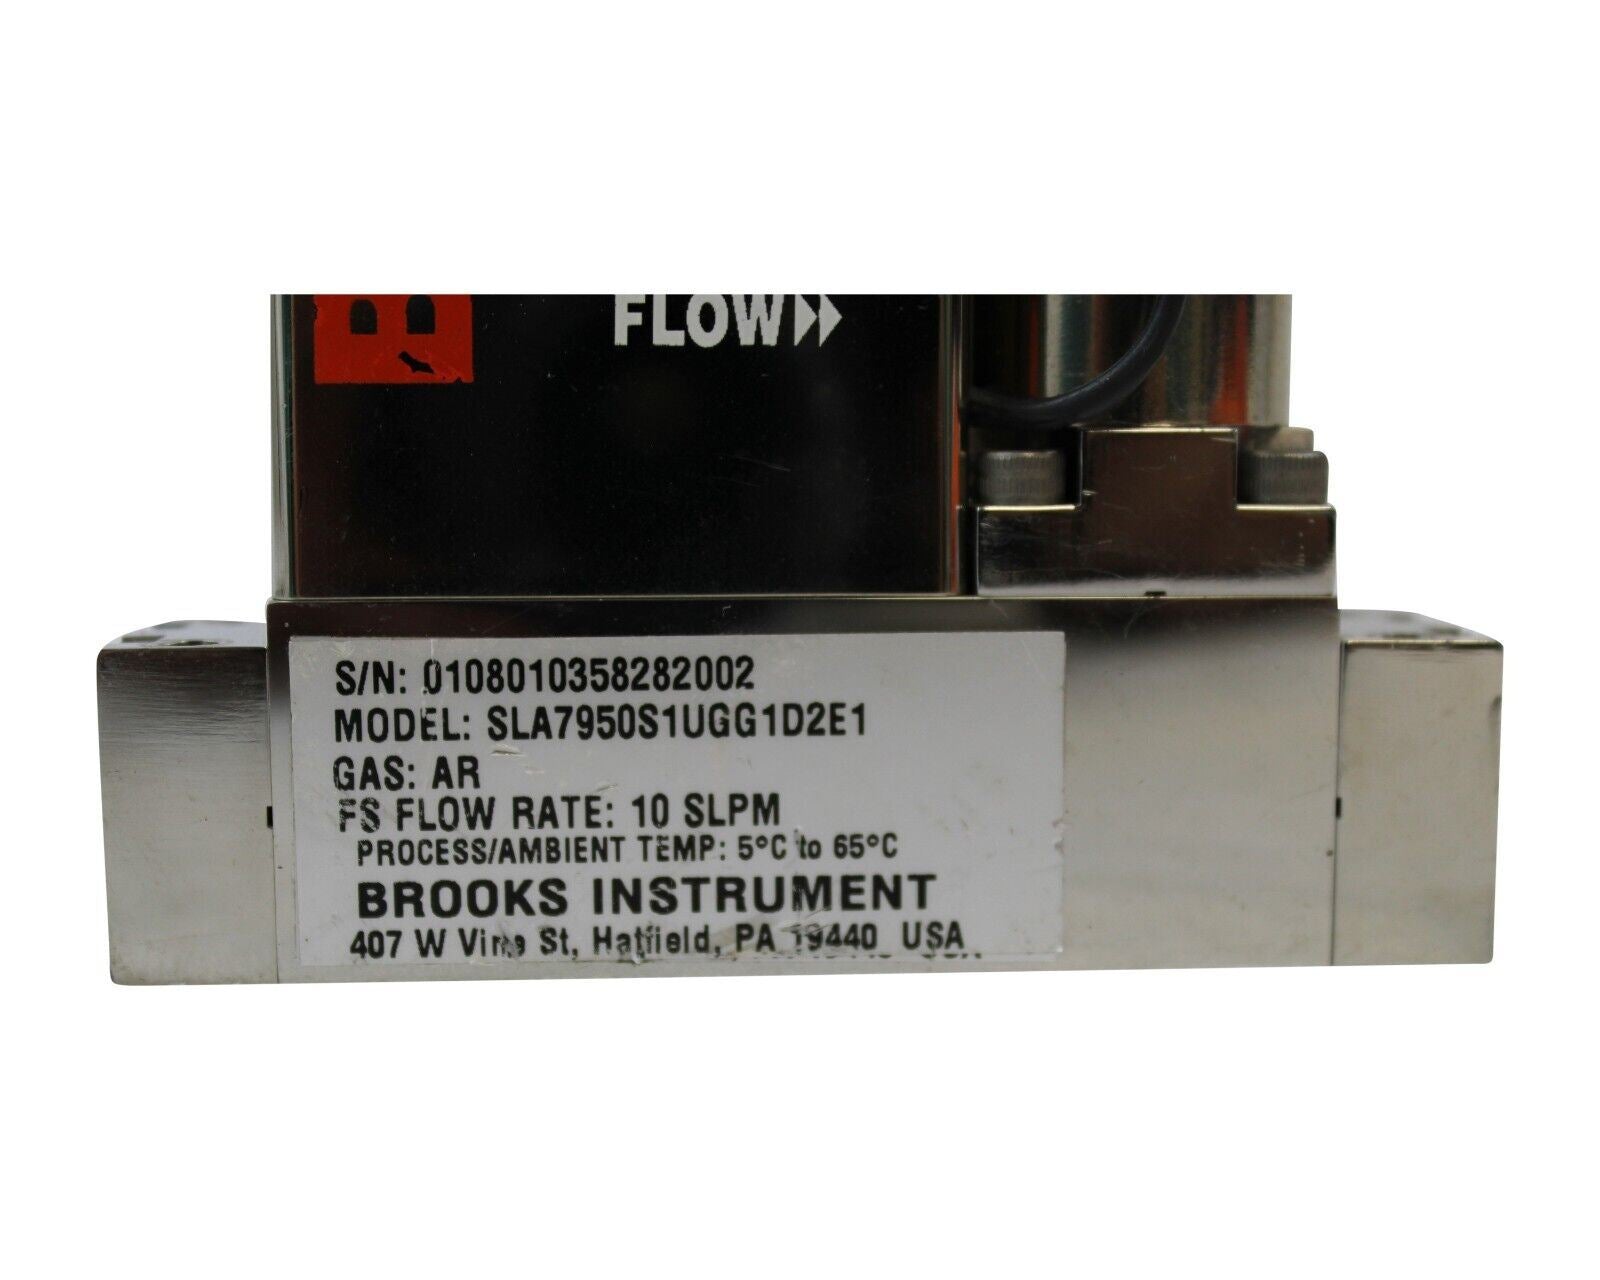 FLOW
S/N: 0108010358282002
MODEL: SLA7950S1UGG1D2E1
GAS: AR
FS FLOW RATE: 10 SLPM
PROCESS/AMBIENT TEMP: 5°C to 65°C
BROOKS INSTRUMENT
407 W Vine St, Hatfield, PA 19440 USA